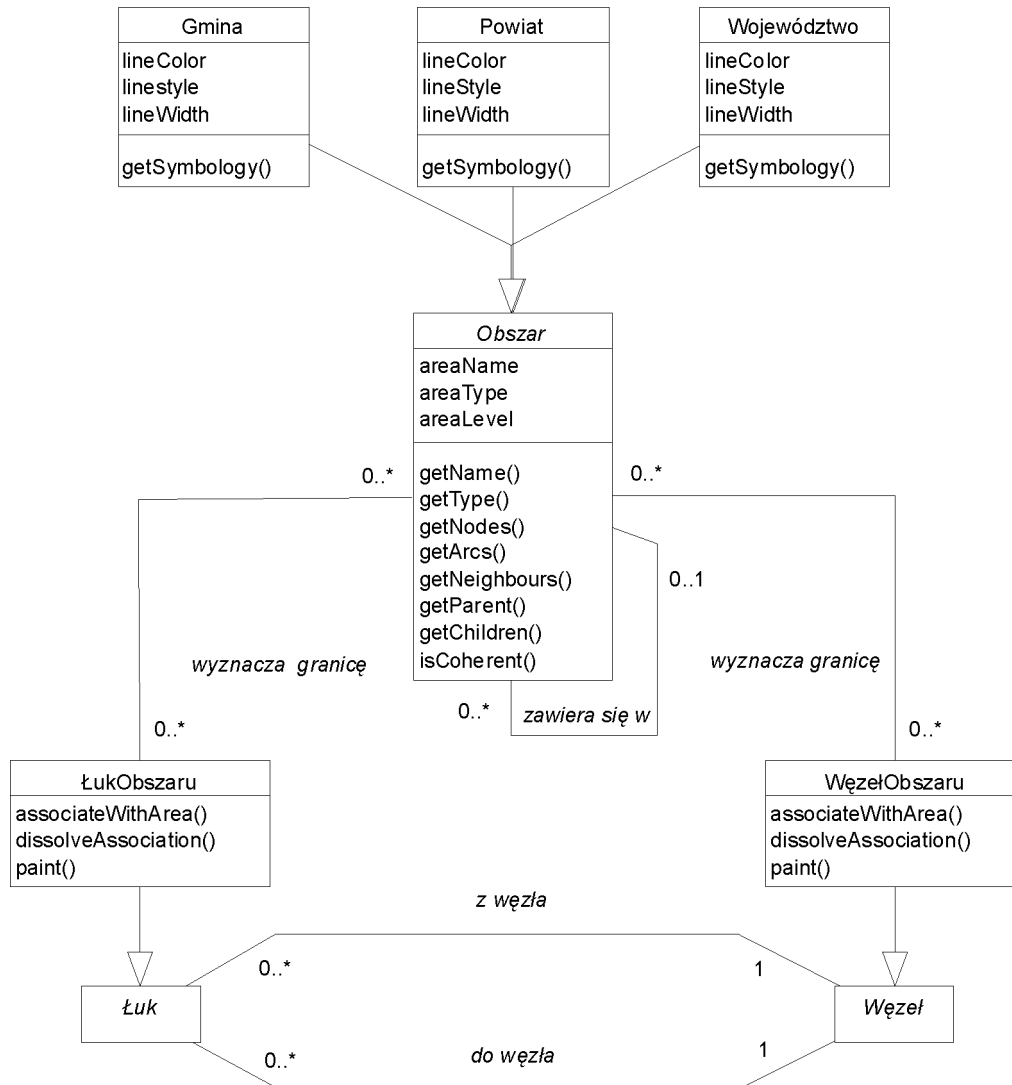 Gmina
lineColor
linestyle
lineWidth
getSymbology()
Powiat
lineColor
lineStyle
lineWidth
getSymbology()
Województwo
lineColor
lineStyle
lineWidth
getSymbology()
Obszar
areaName
areaType
areaLevel
getName()
getType()
getNodes()
getArcs()
getNeighbours()
getParent()
getChildren()
isCoherent()
0..*
0..*
0..1
wyznacza granicę
wyznacza granicę
0..*
zawiera się w
0..*
0..*
ŁukObszaru
associateWithArea()
dissolveAssociation()
paint()
WęzełObszaru
associateWithArea()
dissolveAssociation()
paint()
z węzła
0..*
1
Łuk
Węzeł
0..*
do węzła
1